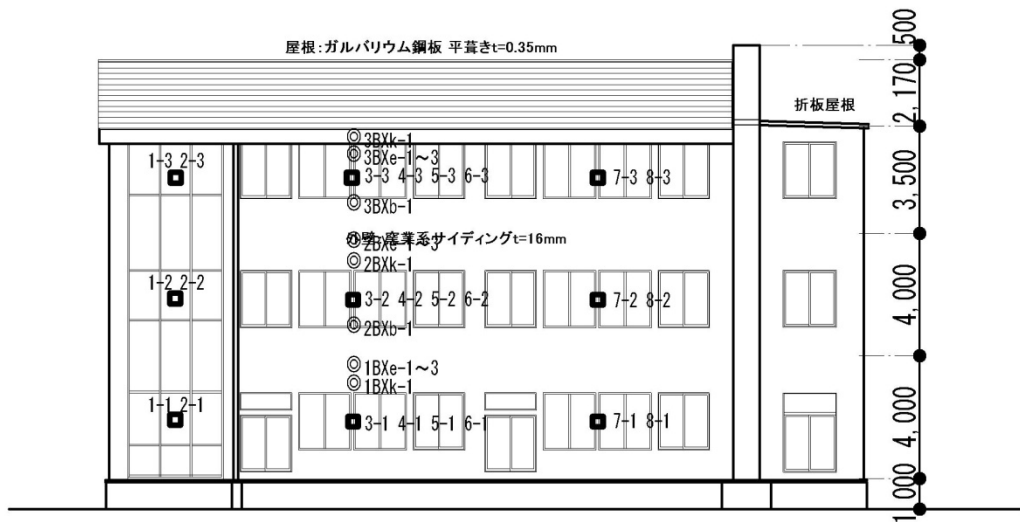 屋根:ガルバリウム鋼板 平葺きt=0.35mm
500
2,170
折板屋根
3BXk-1
3BXe-1～3
1-3 2-3
3-3 4-3 5-3 6-3
7-3 8-3
3,500
3BXb-1
外壁:窯業系サイディングt=16mm
2BXe-1～3
2BXk-1
1-2 2-2
3-2 4-2 5-2 6-2
7-2 8-2
4,000
2BXb-1
1BXe-1～3
1BXk-1
1-1 2-1
3-1 4-1 5-1 6-1
7-1 8-1
4,000
1,000